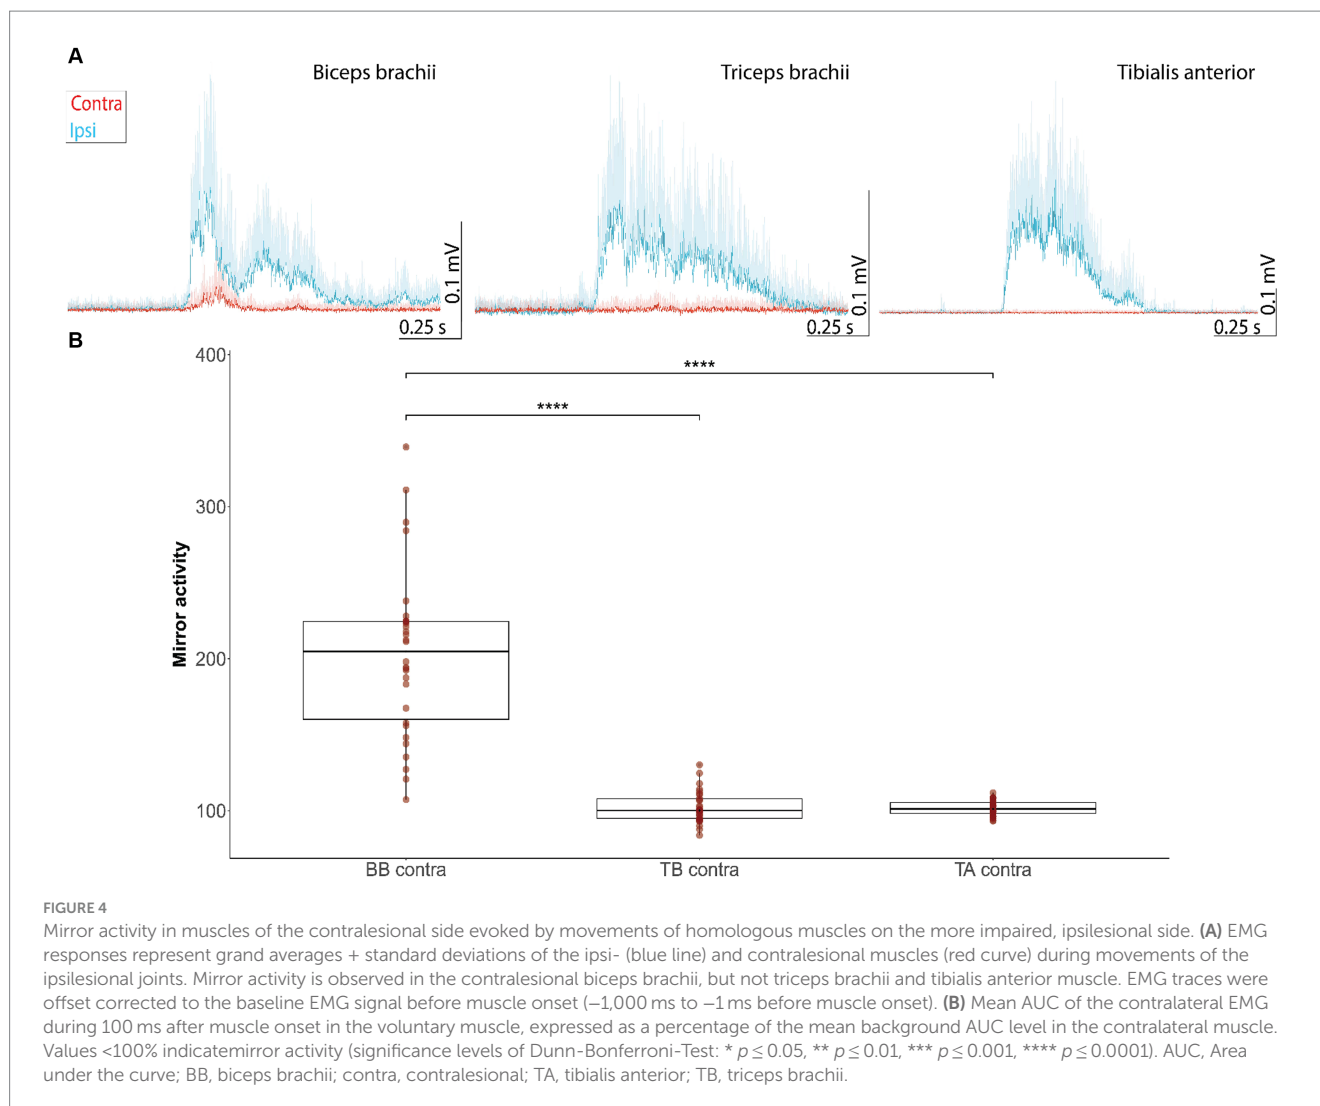 A
Biceps brachii
Triceps brachii
Tibialis anterior
Contra
Ipsi
0.1 mV
0.25 s
0.1 mV
0.25 s
0.1 mV
0.25 s
B
400
300
200
100
Mirror activity
****
****
BB contra
TB contra
TA contra
FIGURE 4
Mirror activity in muscles of the contralesional side evoked by movements of homologous muscles on the more impaired, ipsilesional side. (A) EMG
responses represent grand averages + standard deviations of the ipsi- (blue line) and contralesional muscles (red curve) during movements of the
ipsilesional joints. Mirror activity is observed in the contralesional biceps brachii, but not triceps brachii and tibialis anterior muscle. EMG traces were
offset corrected to the baseline EMG signal before muscle onset (−1,000 ms to −1 ms before muscle onset). (B) Mean AUC of the contralateral EMG
during 100 ms after muscle onset in the voluntary muscle, expressed as a percentage of the mean background AUC level in the contralateral muscle.
Values <100% indicatemirror activity (significance levels of Dunn-Bonferroni-Test: * p ≤ 0.05, ** p ≤ 0.01, *** p ≤ 0.001, **** p ≤ 0.0001). AUC, Area
under the curve; BB, biceps brachii; contra, contralesional; TA, tibialis anterior; TB, triceps brachii.